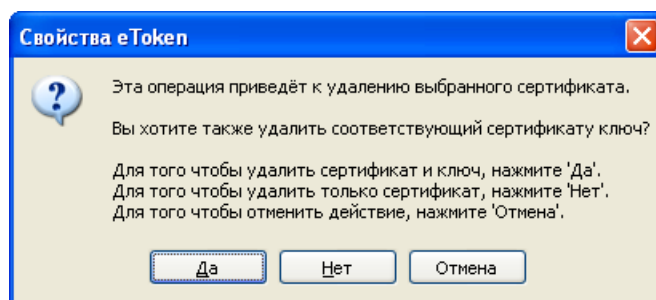 Свойства eToken
Эта операция приведёт к удалению выбранного сертификата.
Вы хотите также удалить соответствующий сертификату ключ?
Для того чтобы удалить сертификат и ключ, нажмите 'Да'.
Для того чтобы удалить только сертификат, нажмите 'Нет'.
Для того чтобы отменить действие, нажмите 'Отмена'.
Да Нет Отмена